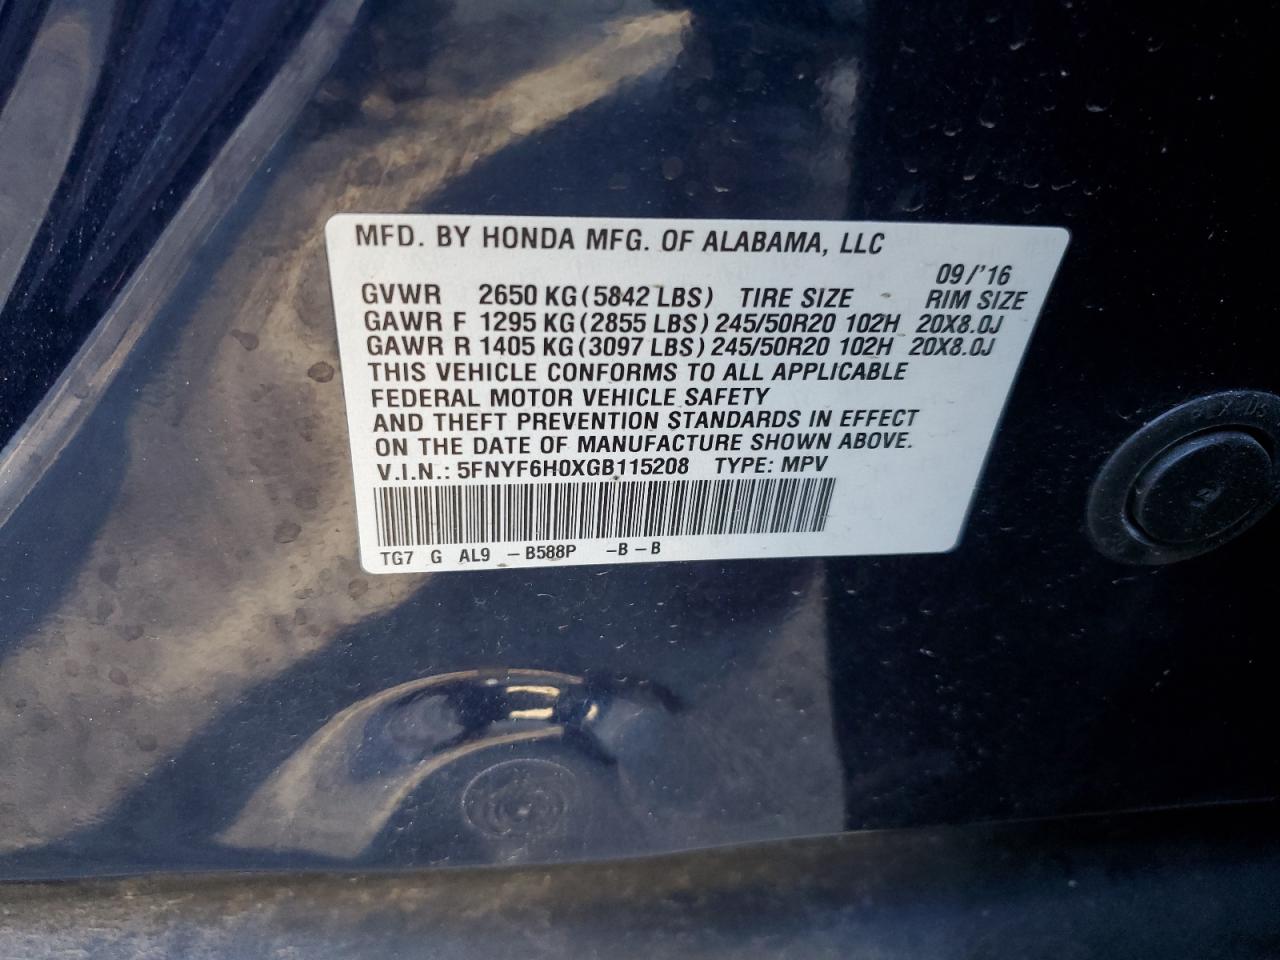 MFD. BY HONDA MFG. OF ALABAMA, LLC
09/'16
GVWR 2650 KG (5842 LBS) TIRE SIZE RIM SIZE
GAWR F 1295 KG (2855 LBS) 245/50R20 102H 20X8.0J
GAWR R 1405 KG (3097 LBS) 245/50R20 102H 20X8.0J
THIS VEHICLE CONFORMS TO ALL APPLICABLE
FEDERAL MOTOR VEHICLE SAFETY
AND THEFT PREVENTION STANDARDS IN EFFECT
ON THE DATE OF MANUFACTURE SHOWN ABOVE.
V.I.N.: 5FNYF6H0XGB115208 TYPE: MPV
TG7 G AL9 -B588P -B-B